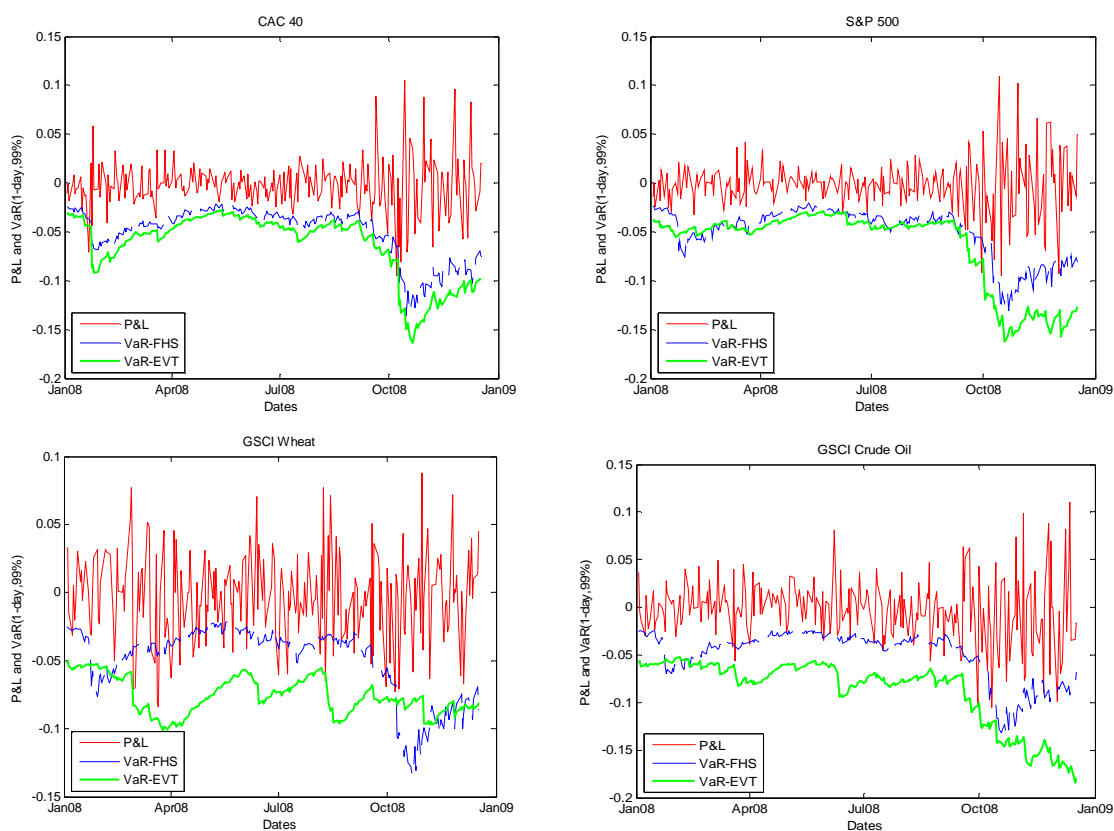 CAC 40
0.15
0.1
0.05
0
-0.05
-0.1
-0.15
-0.2
P&L and VaR(1-day,99%)
P&L
VaR-FHS
VaR-EVT
Jan08 Apr08 Jul08 Oct08 Jan09
Dates
S&P 500
0.15
0.1
0.05
0
-0.05
-0.1
-0.15
-0.2
P&L and VaR(1-day,99%)
P&L
VaR-FHS
VaR-EVT
Jan08 Apr08 Jul08 Oct08 Jan09
Dates
GSCI Wheat
0.1
0.05
0
-0.05
-0.1
-0.15
P&L and VaR(1-day,99%)
P&L
VaR-FHS
VaR-EVT
Jan08 Apr08 Jul08 Oct08 Jan09
Dates
GSCI Crude Oil
0.15
0.1
0.05
0
-0.05
-0.1
-0.15
-0.2
P&L and VaR(1-day,99%)
P&L
VaR-FHS
VaR-EVT
Jan08 Apr08 Jul08 Oct08 Jan09
Dates